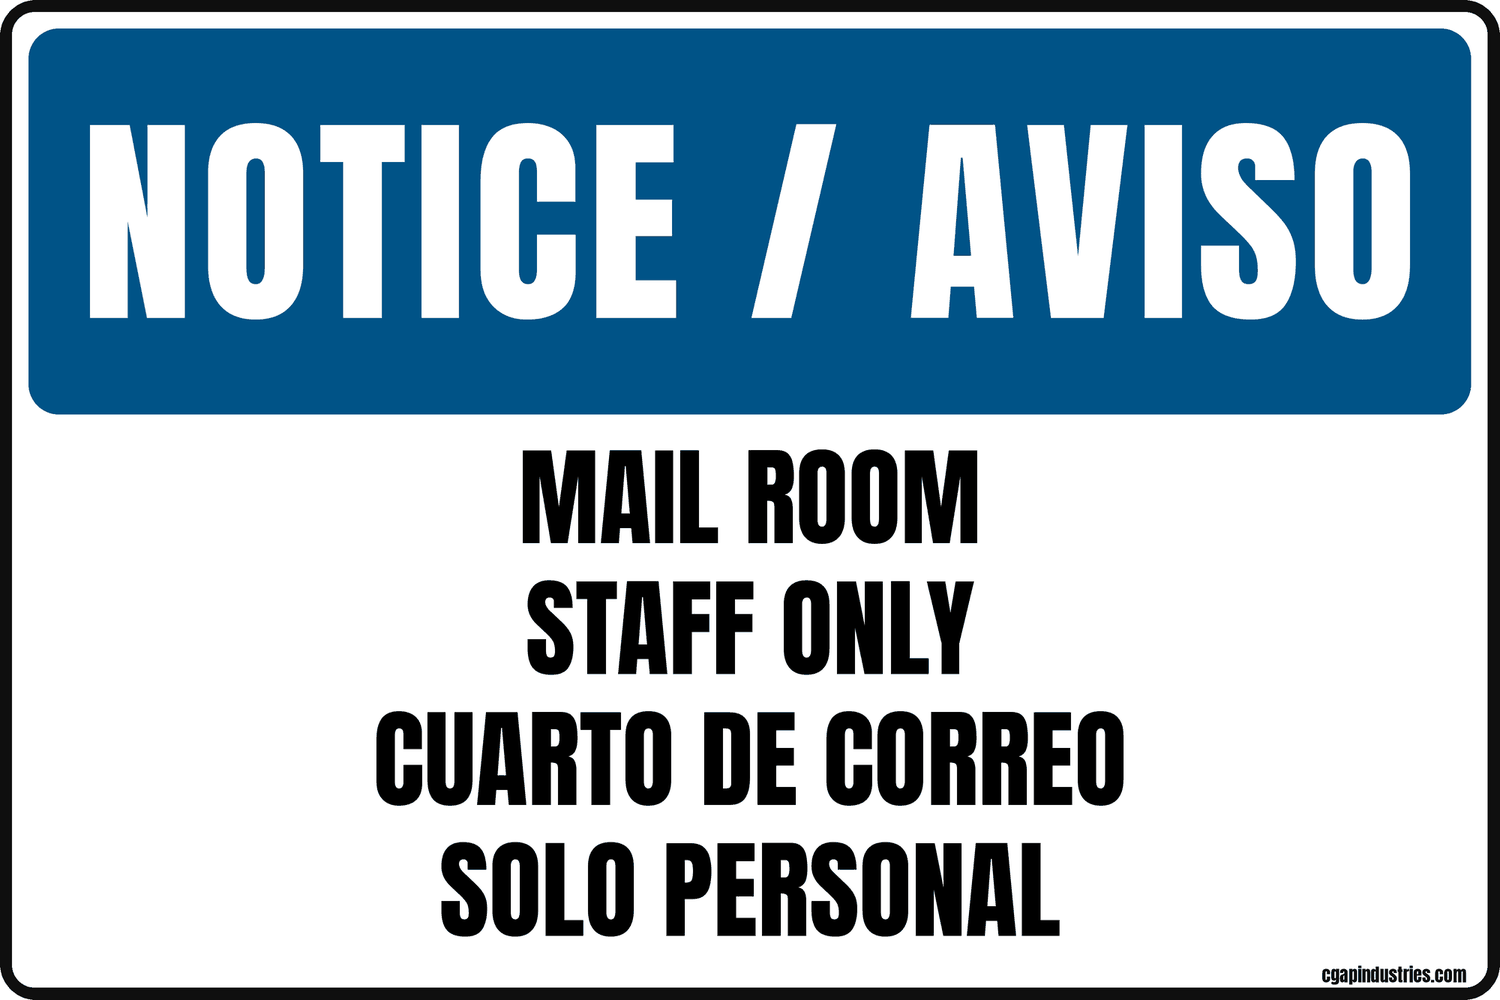 NOTICE / AVISO
MAIL ROOM
STAFF ONLY
CUARTO DE CORREO
SOLO PERSONAL
cgapindustries.com